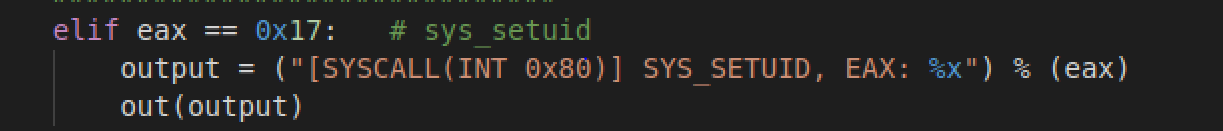 elif eax == 0x17:   # sys_setuid
    output = ("[SYSCALL(INT 0x80)] SYS_SETUID, EAX: %x") % (eax)
    out(output)